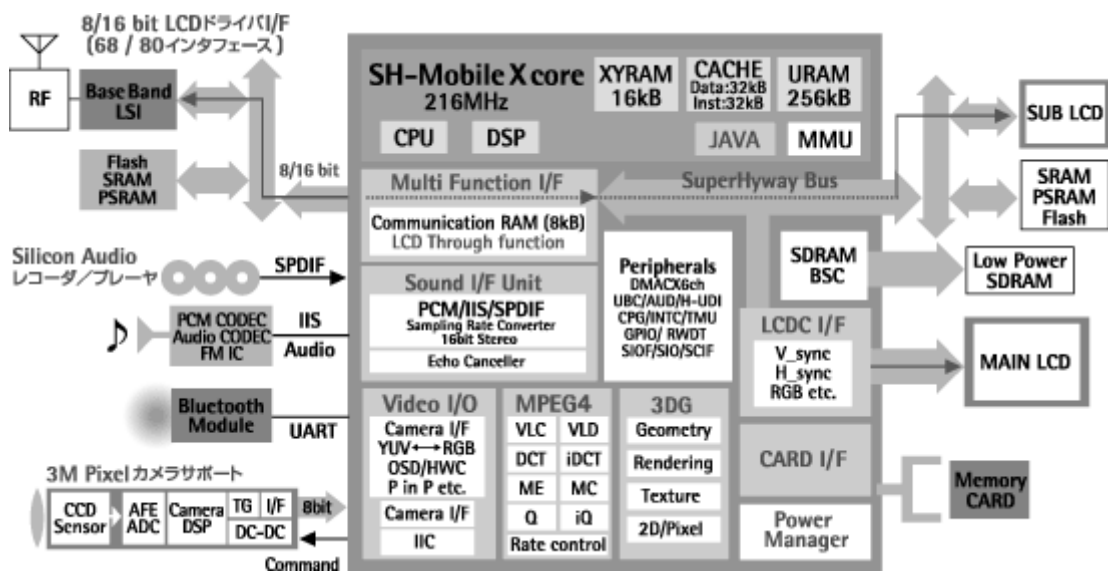 8/16 bit LCDドライバI/F
(68 / 80インタフェース)
RF
Base Band
LSI
Flash
SRAM
PSRAM
8/16 bit
SH-Mobile X core
216MHz
XYRAM
16kB
CACHE
Data:32kB
Inst:32kB
URAM
256kB
CPU
DSP
JAVA
MMU
Multi Function I/F
Communication RAM (8kB)
LCD Through function
SuperHyway Bus
SUB LCD
SRAM
PSRAM
Flash
Silicon Audio
レコーダ/プレーヤ
SPDIF
Sound I/F Unit
PCM/IIS/SPDIF
Sampling Rate Converter
16bit Stereo
Echo Canceller
Peripherals
DMACX6ch
UBC/AUD/H-UDI
CPG/INTC/TMU
GPIO/ RWDT
SIOF/SIO/SCIF
SDRAM
BSC
Low Power
SDRAM
PCM CODEC
Audio CODEC
FM IC
IIS
Audio
LCDC I/F
V_sync
H_sync
RGB etc.
MAIN LCD
Bluetooth
Module
UART
Video I/O
Camera I/F
YUV↔RGB
OSD/HWC
P in P etc.
Camera I/F
IIC
MPEG4
VLC
VLD
DCT
iDCT
ME
MC
Q
iQ
Rate control
3DG
Geometry
Rendering
Texture
2D/Pixel
CARD I/F
Memory
CARD
Power
Manager
3M Pixel カメラサポート
CCD
Sensor
AFE
ADC
Camera
DSP
TG
I/F
DC-DC
8bit
Command